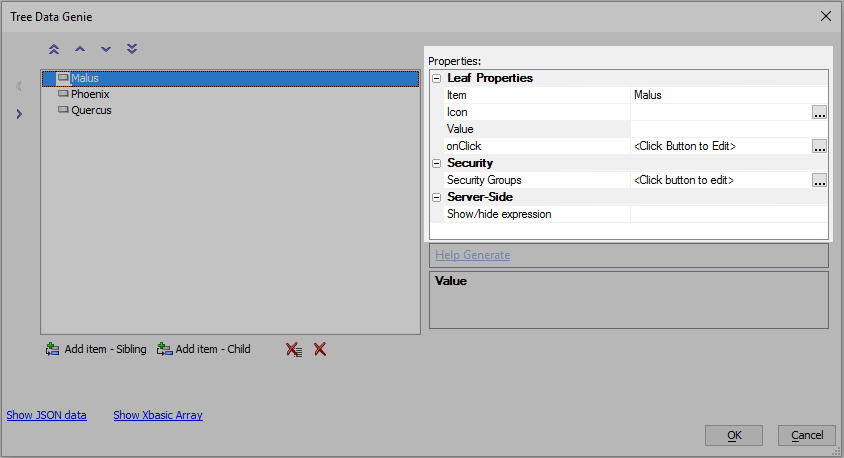 Tree Data Genie
Malus
Phoenix
Quercus
Add item - Sibling
Add item - Child
Properties:
Leaf Properties
Item Malus
Icon ...
Value
onClick <Click Button to Edit> ...
Security
Security Groups <Click button to edit> ...
Server-Side
Show/hide expression
Help Generate
Value
Show JSON data
Show Xbasic Array
OK
Cancel